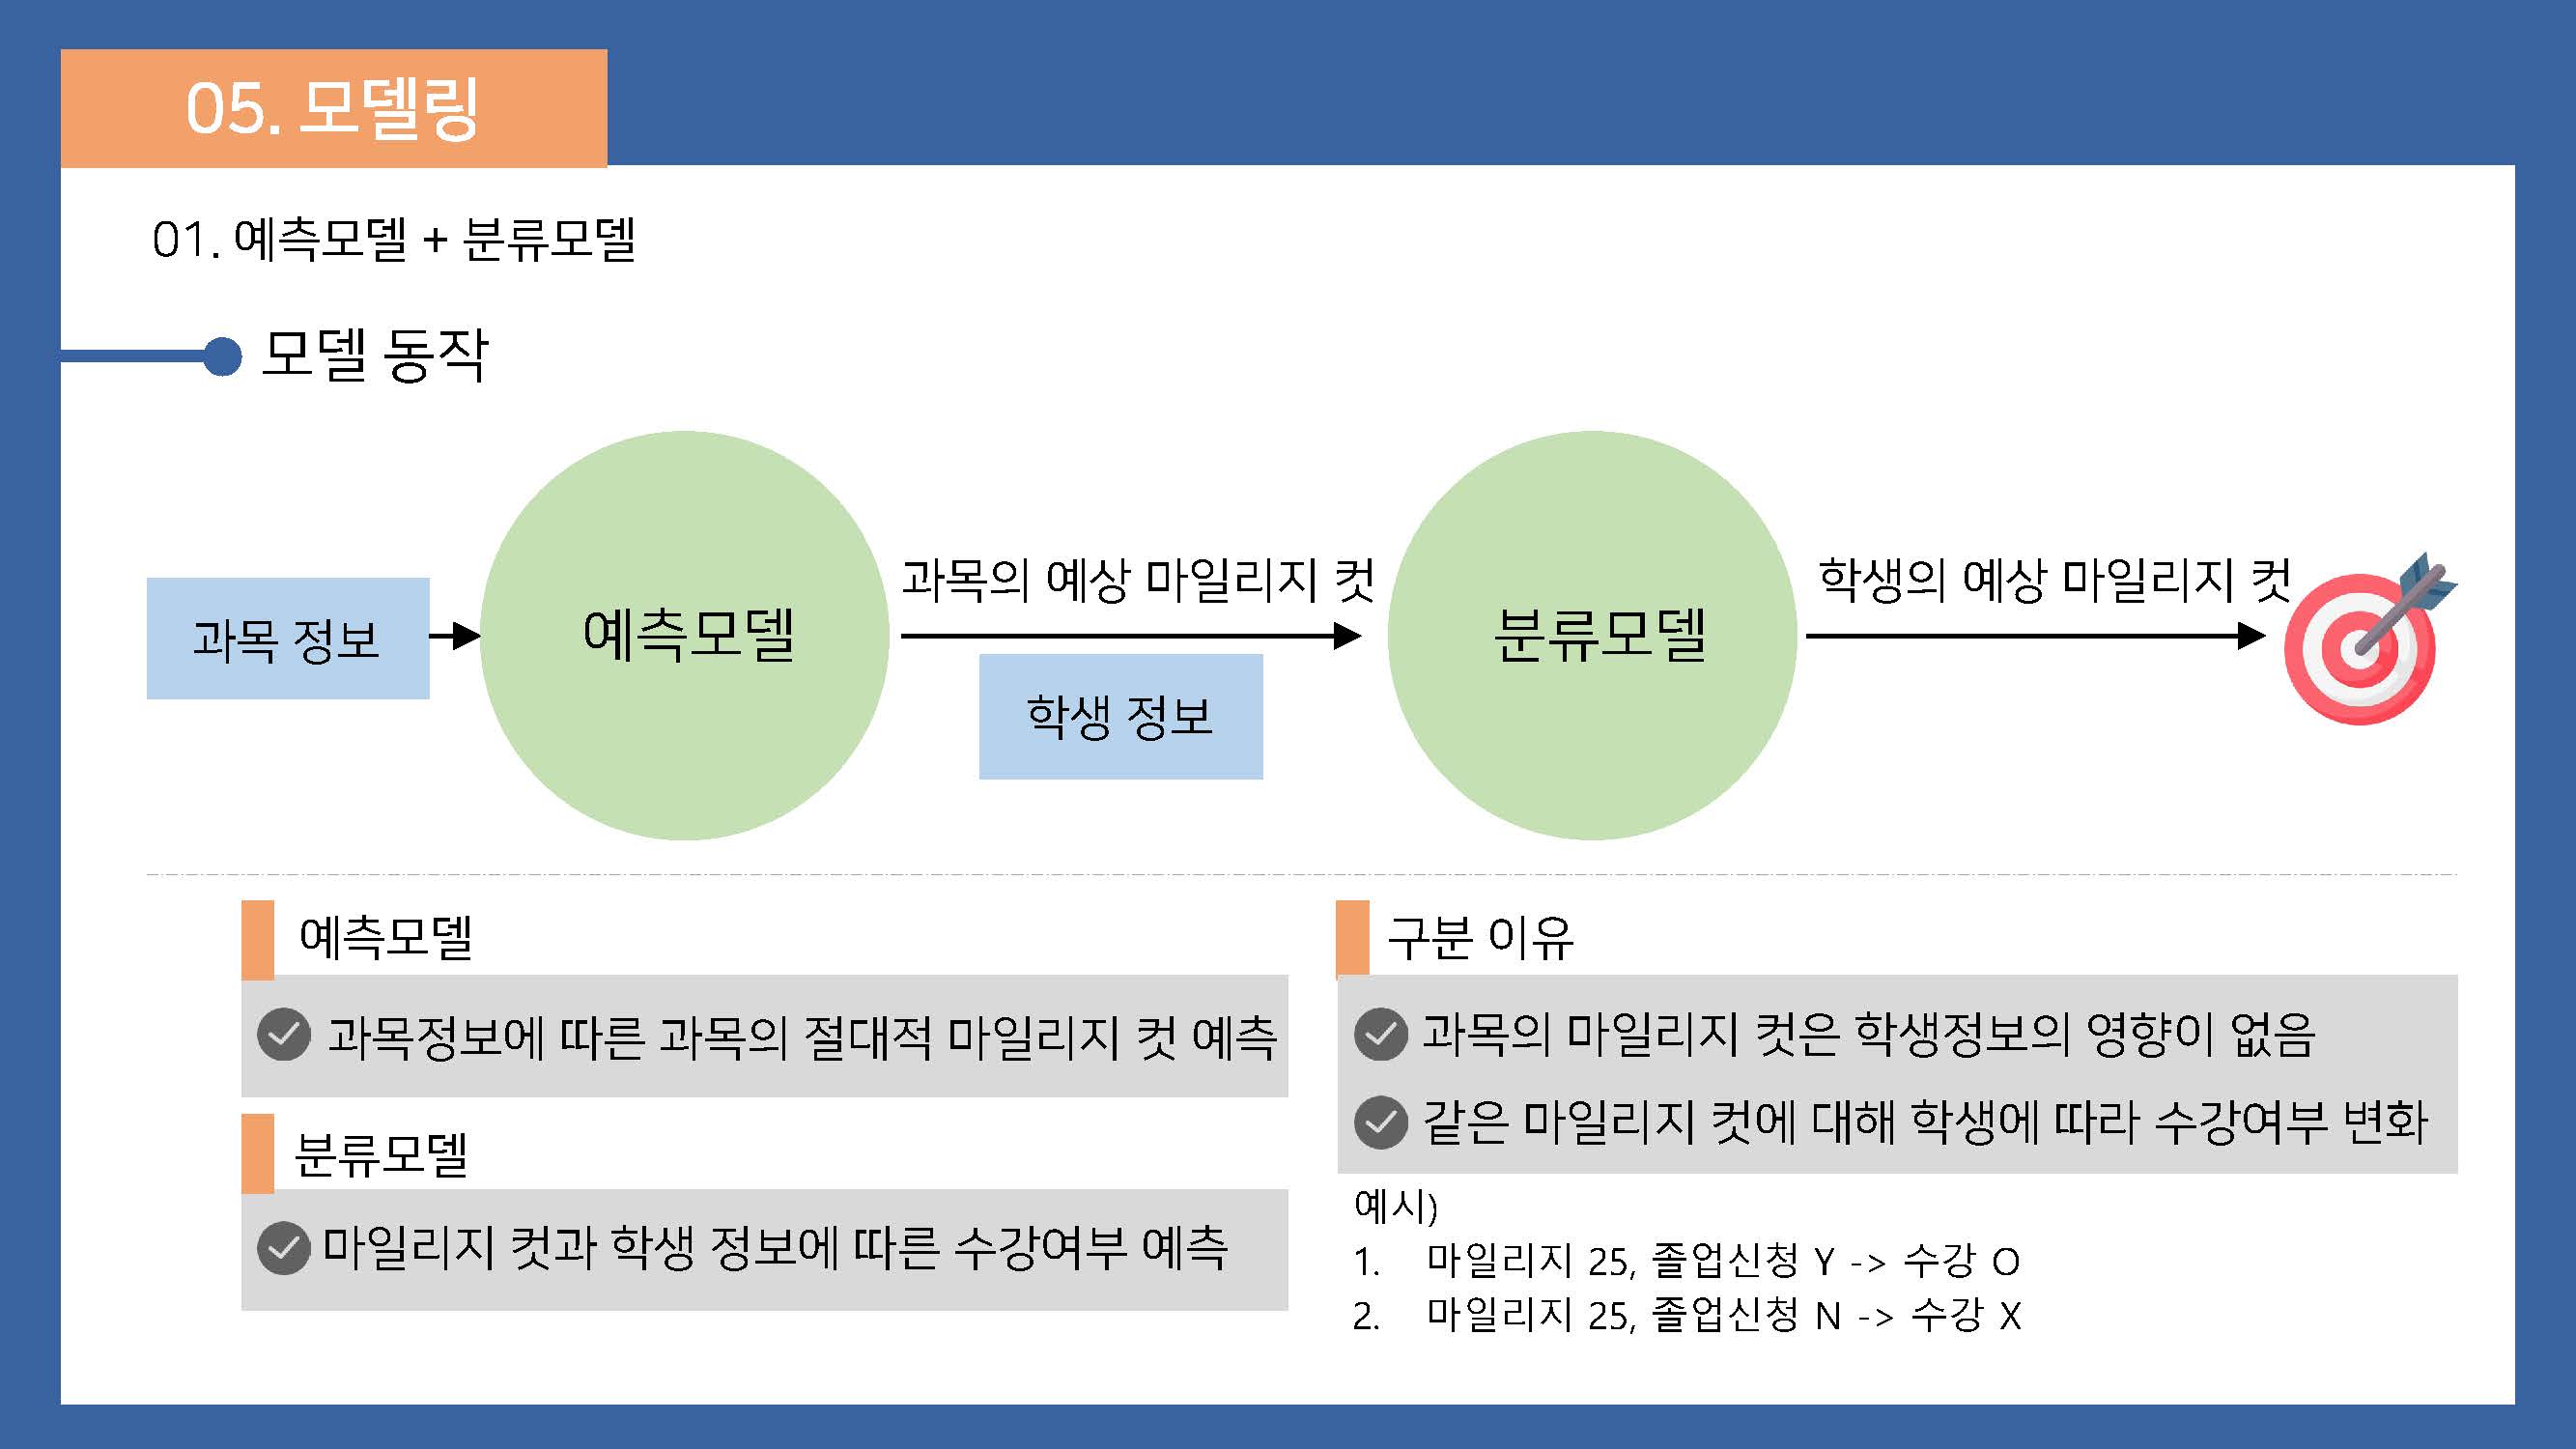 05. 모델링
01. 예측모델 + 분류모델
모델 동작
과목 정보
예측모델
과목의 예상 마일리지 컷
학생 정보
분류모델
학생의 예상 마일리지 컷
예측모델
과목정보에 따른 과목의 절대적 마일리지 컷 예측
분류모델
마일리지 컷과 학생 정보에 따른 수강여부 예측
구분 이유
과목의 마일리지 컷은 학생정보의 영향이 없음
같은 마일리지 컷에 대해 학생에 따라 수강여부 변화
예시)
1. 마일리지 25, 졸업신청 Y -> 수강 O
2. 마일리지 25, 졸업신청 N -> 수강 X